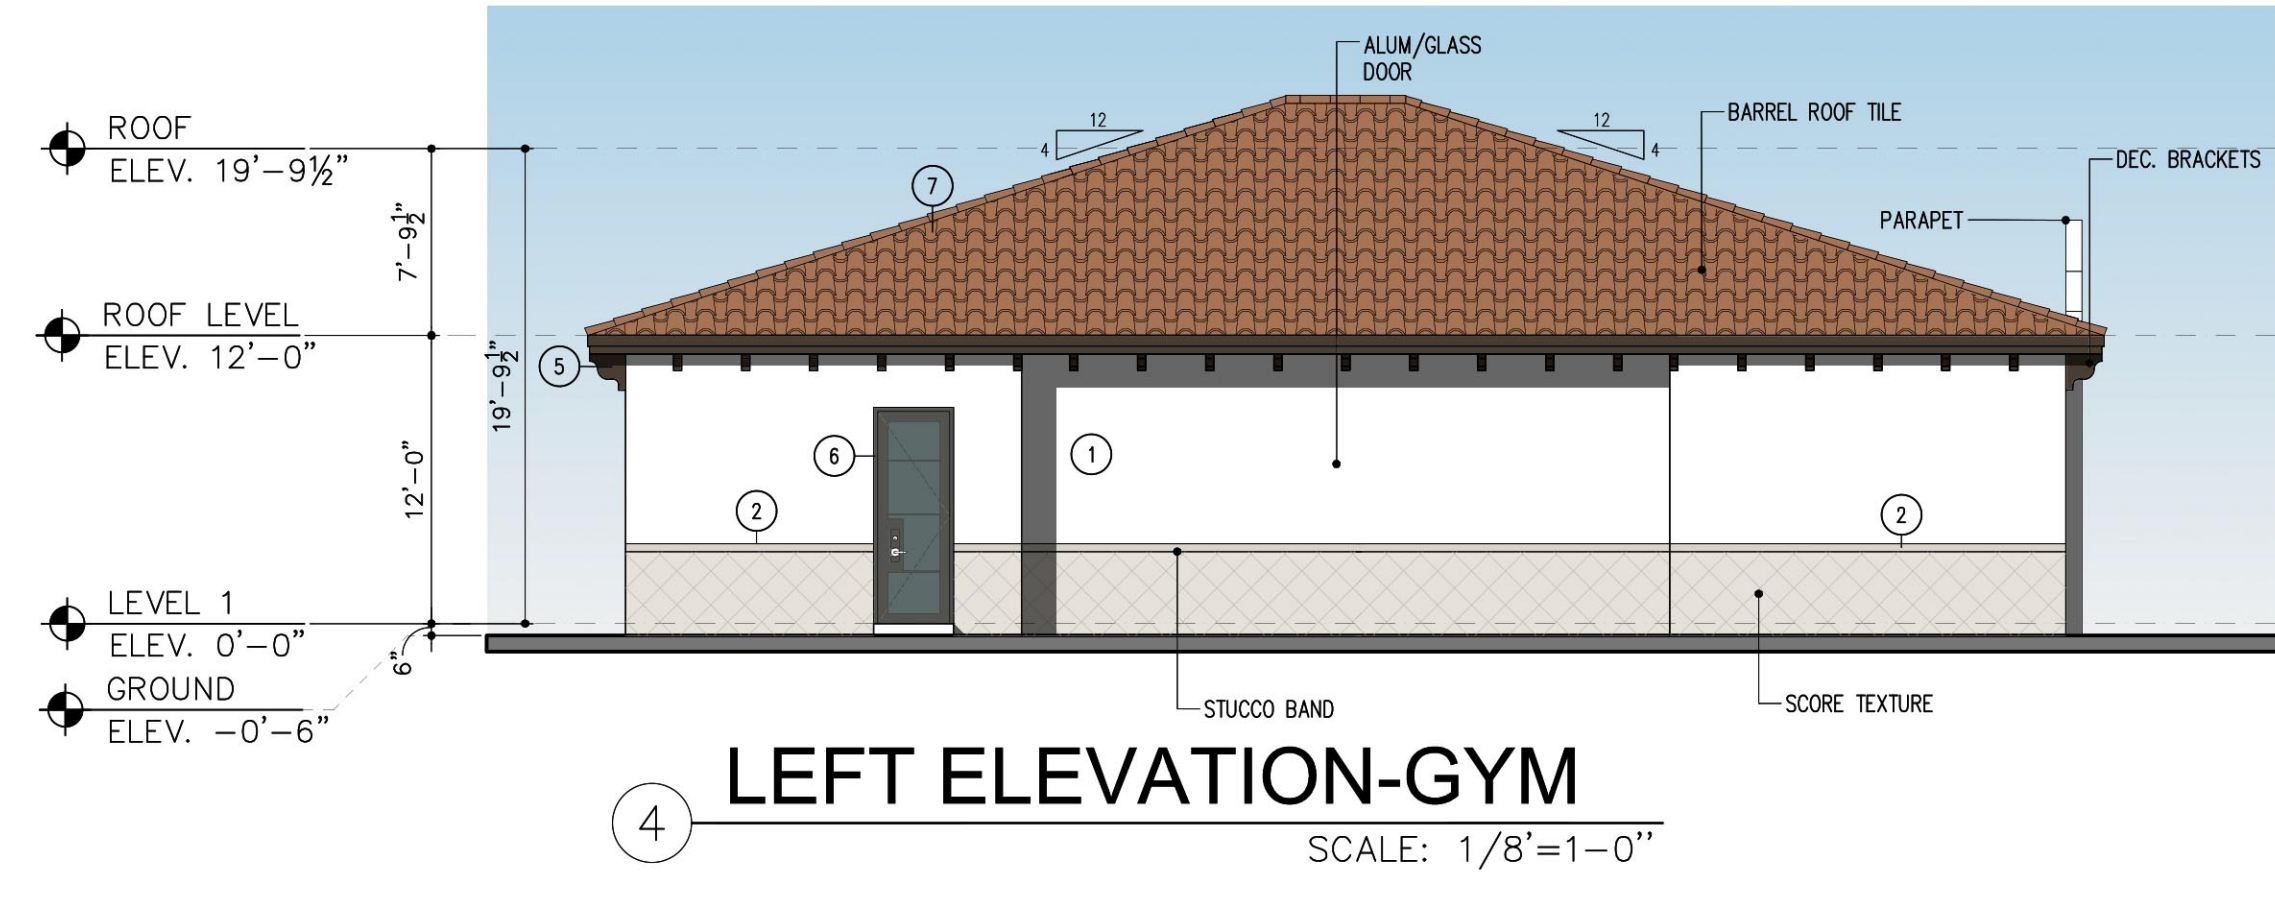 ALUM/GLASS
DOOR
12
4
12
4
BARREL ROOF TILE
DEC. BRACKETS
PARAPET
ROOF
ELEV. 19'-9½"
7'-9½"
7
ROOF LEVEL
ELEV. 12'-0"
19'-9½"
5
12'-0"
6
1
2
2
LEVEL 1
ELEV. 0'-0"
6"
GROUND
ELEV. -0'-6"
STUCCO BAND
SCORE TEXTURE
LEFT ELEVATION-GYM
4
SCALE: 1/8'=1-0''